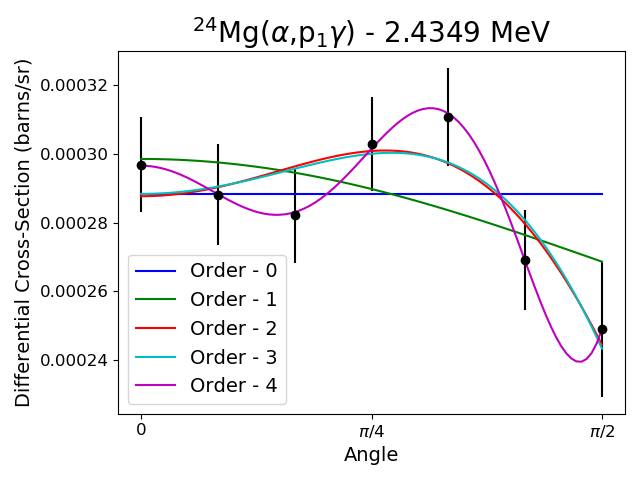 ²⁴Mg(α,p₁γ) - 2.4349 MeV
Differential Cross-Section (barns/sr)
0.00032
0.00030
0.00028
0.00026
0.00024
Order - 0
Order - 1
Order - 2
Order - 3
Order - 4
0
π/4
π/2
Angle